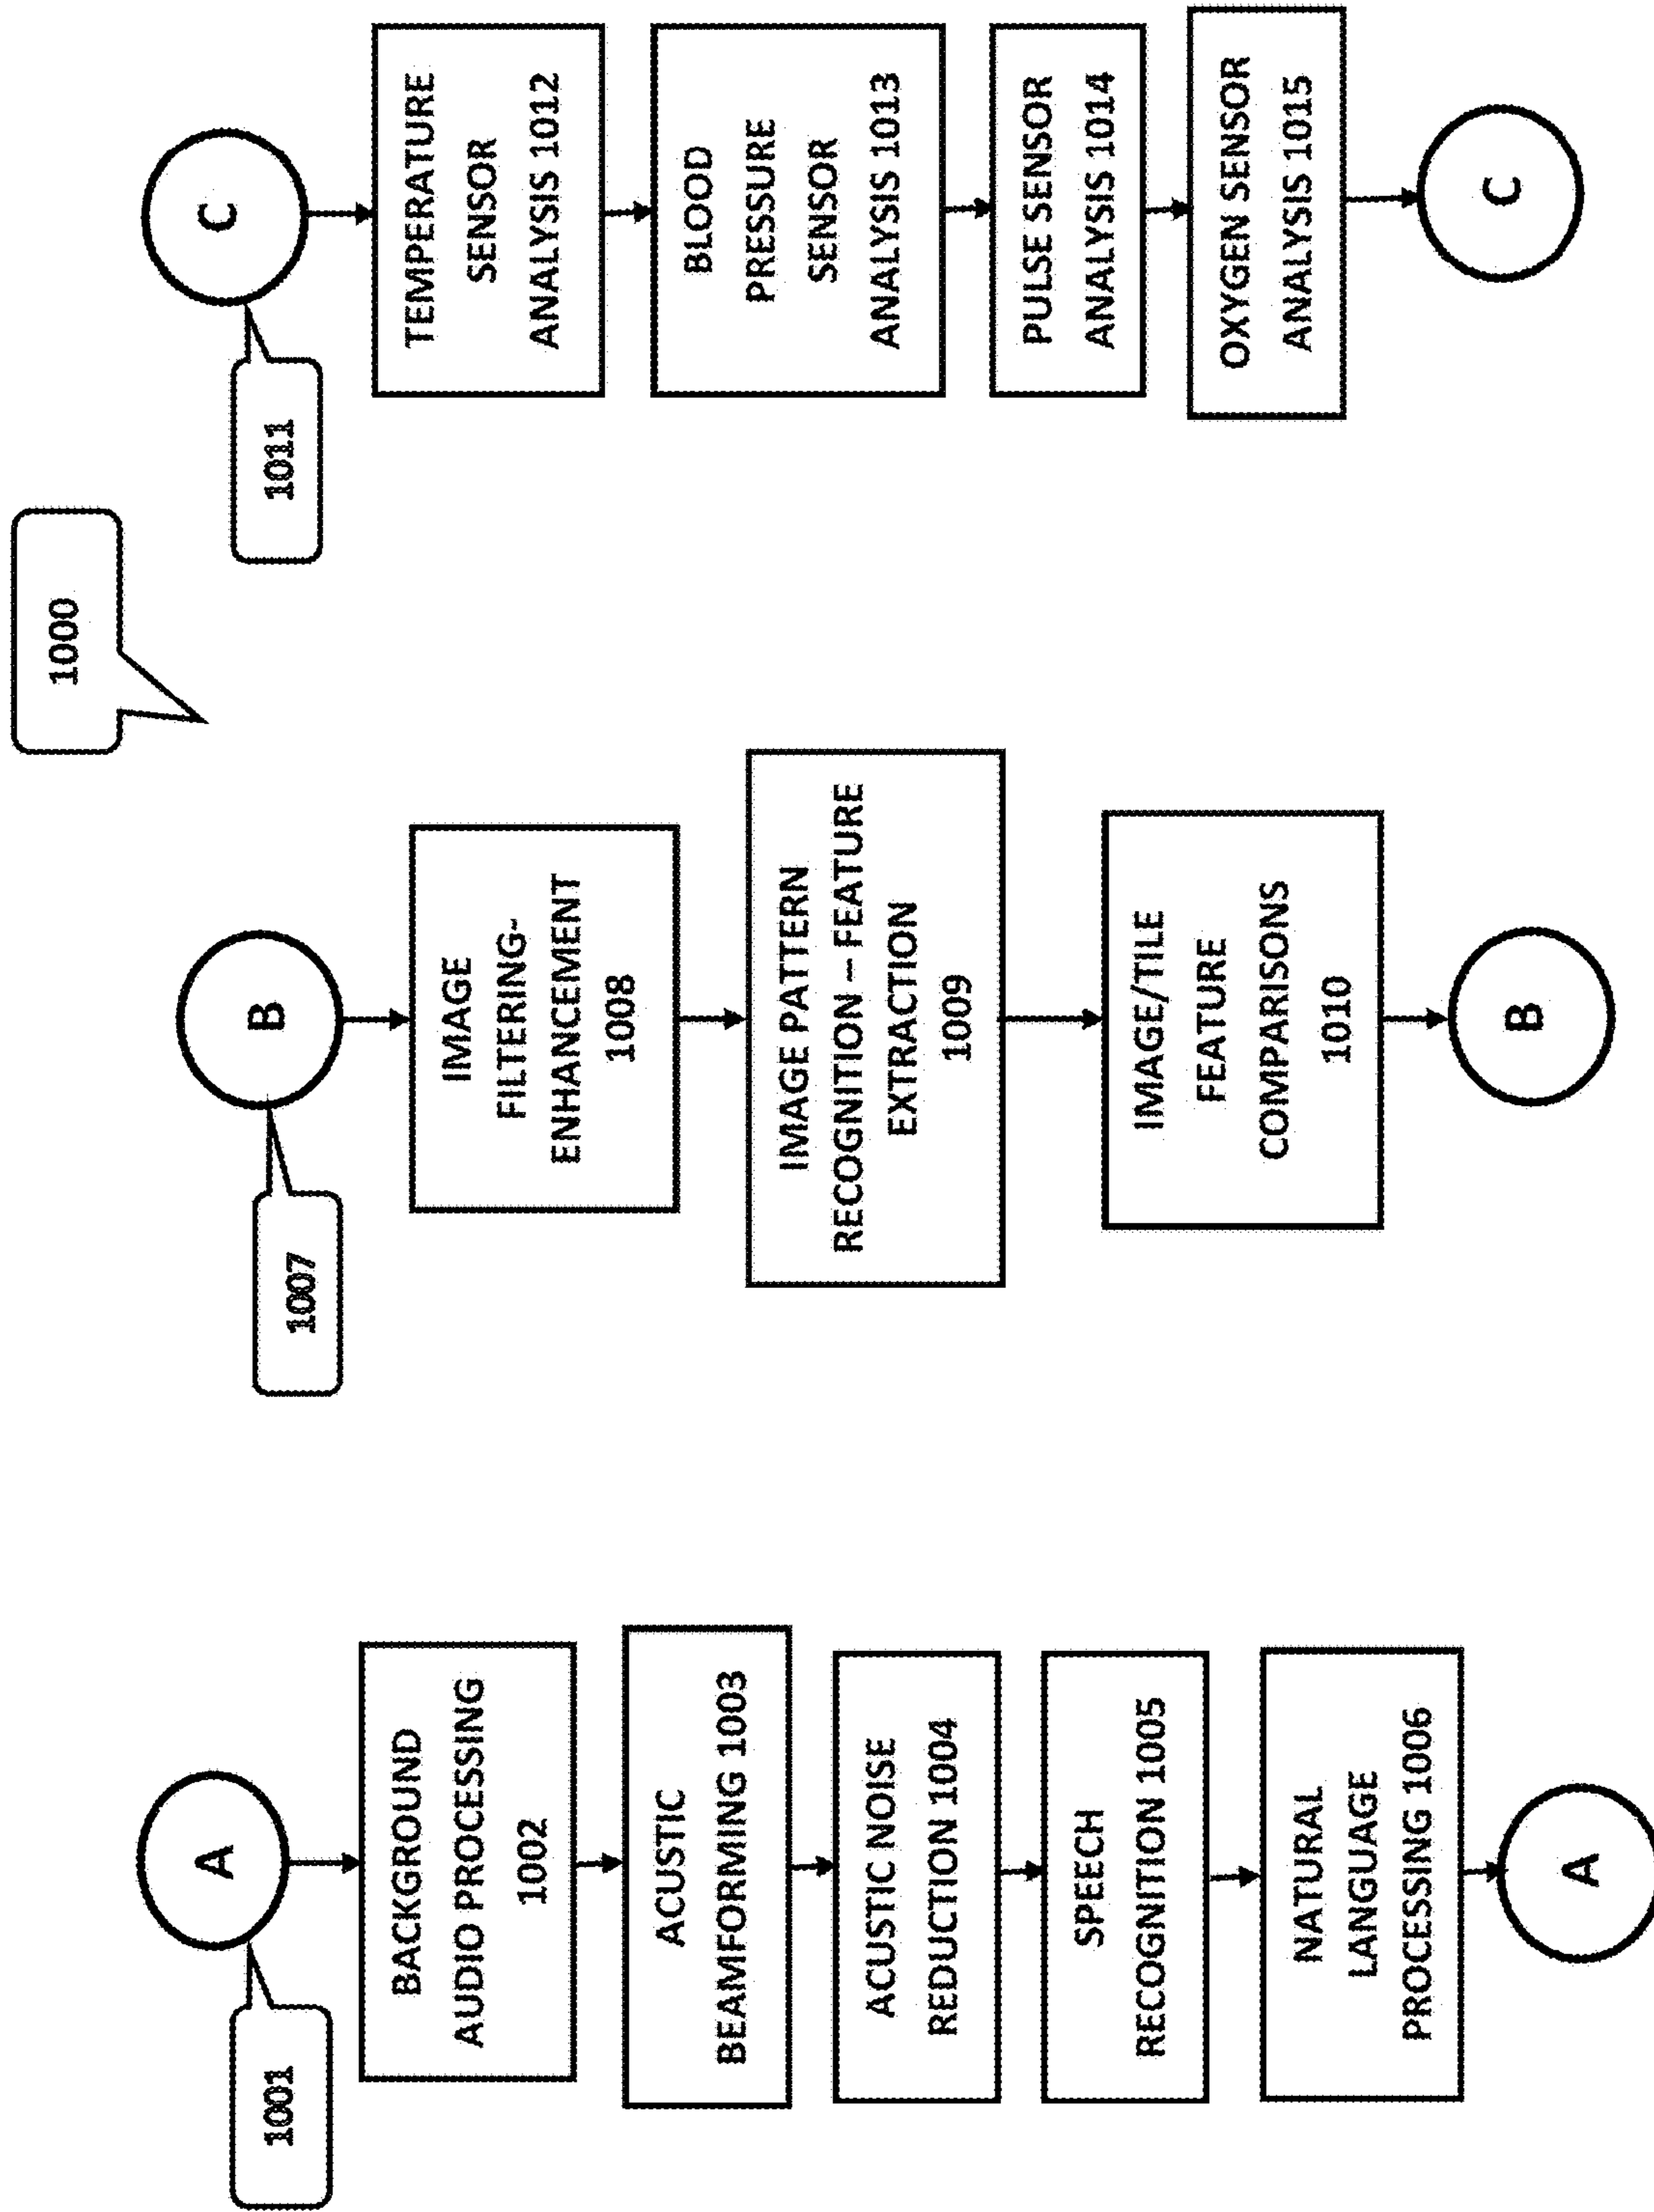 1000
1001
A
BACKGROUND
AUDIO PROCESSING
1002
ACUSTIC
BEAMFORMING 1003
ACUSTIC NOISE
REDUCTION 1004
SPEECH
RECOGNITION 1005
NATURAL
LANGUAGE
PROCESSING 1006
A
1007
B
IMAGE
FILTERING-
ENHANCEMENT
1008
IMAGE PATTERN
RECOGNITION – FEATURE
EXTRACTION
1009
IMAGE/TILE
FEATURE
COMPARISONS
1010
B
1011
C
TEMPERATURE
SENSOR
ANALYSIS 1012
BLOOD
PRESSURE
SENSOR
ANALYSIS 1013
PULSE SENSOR
ANALYSIS 1014
OXYGEN SENSOR
ANALYSIS 1015
C